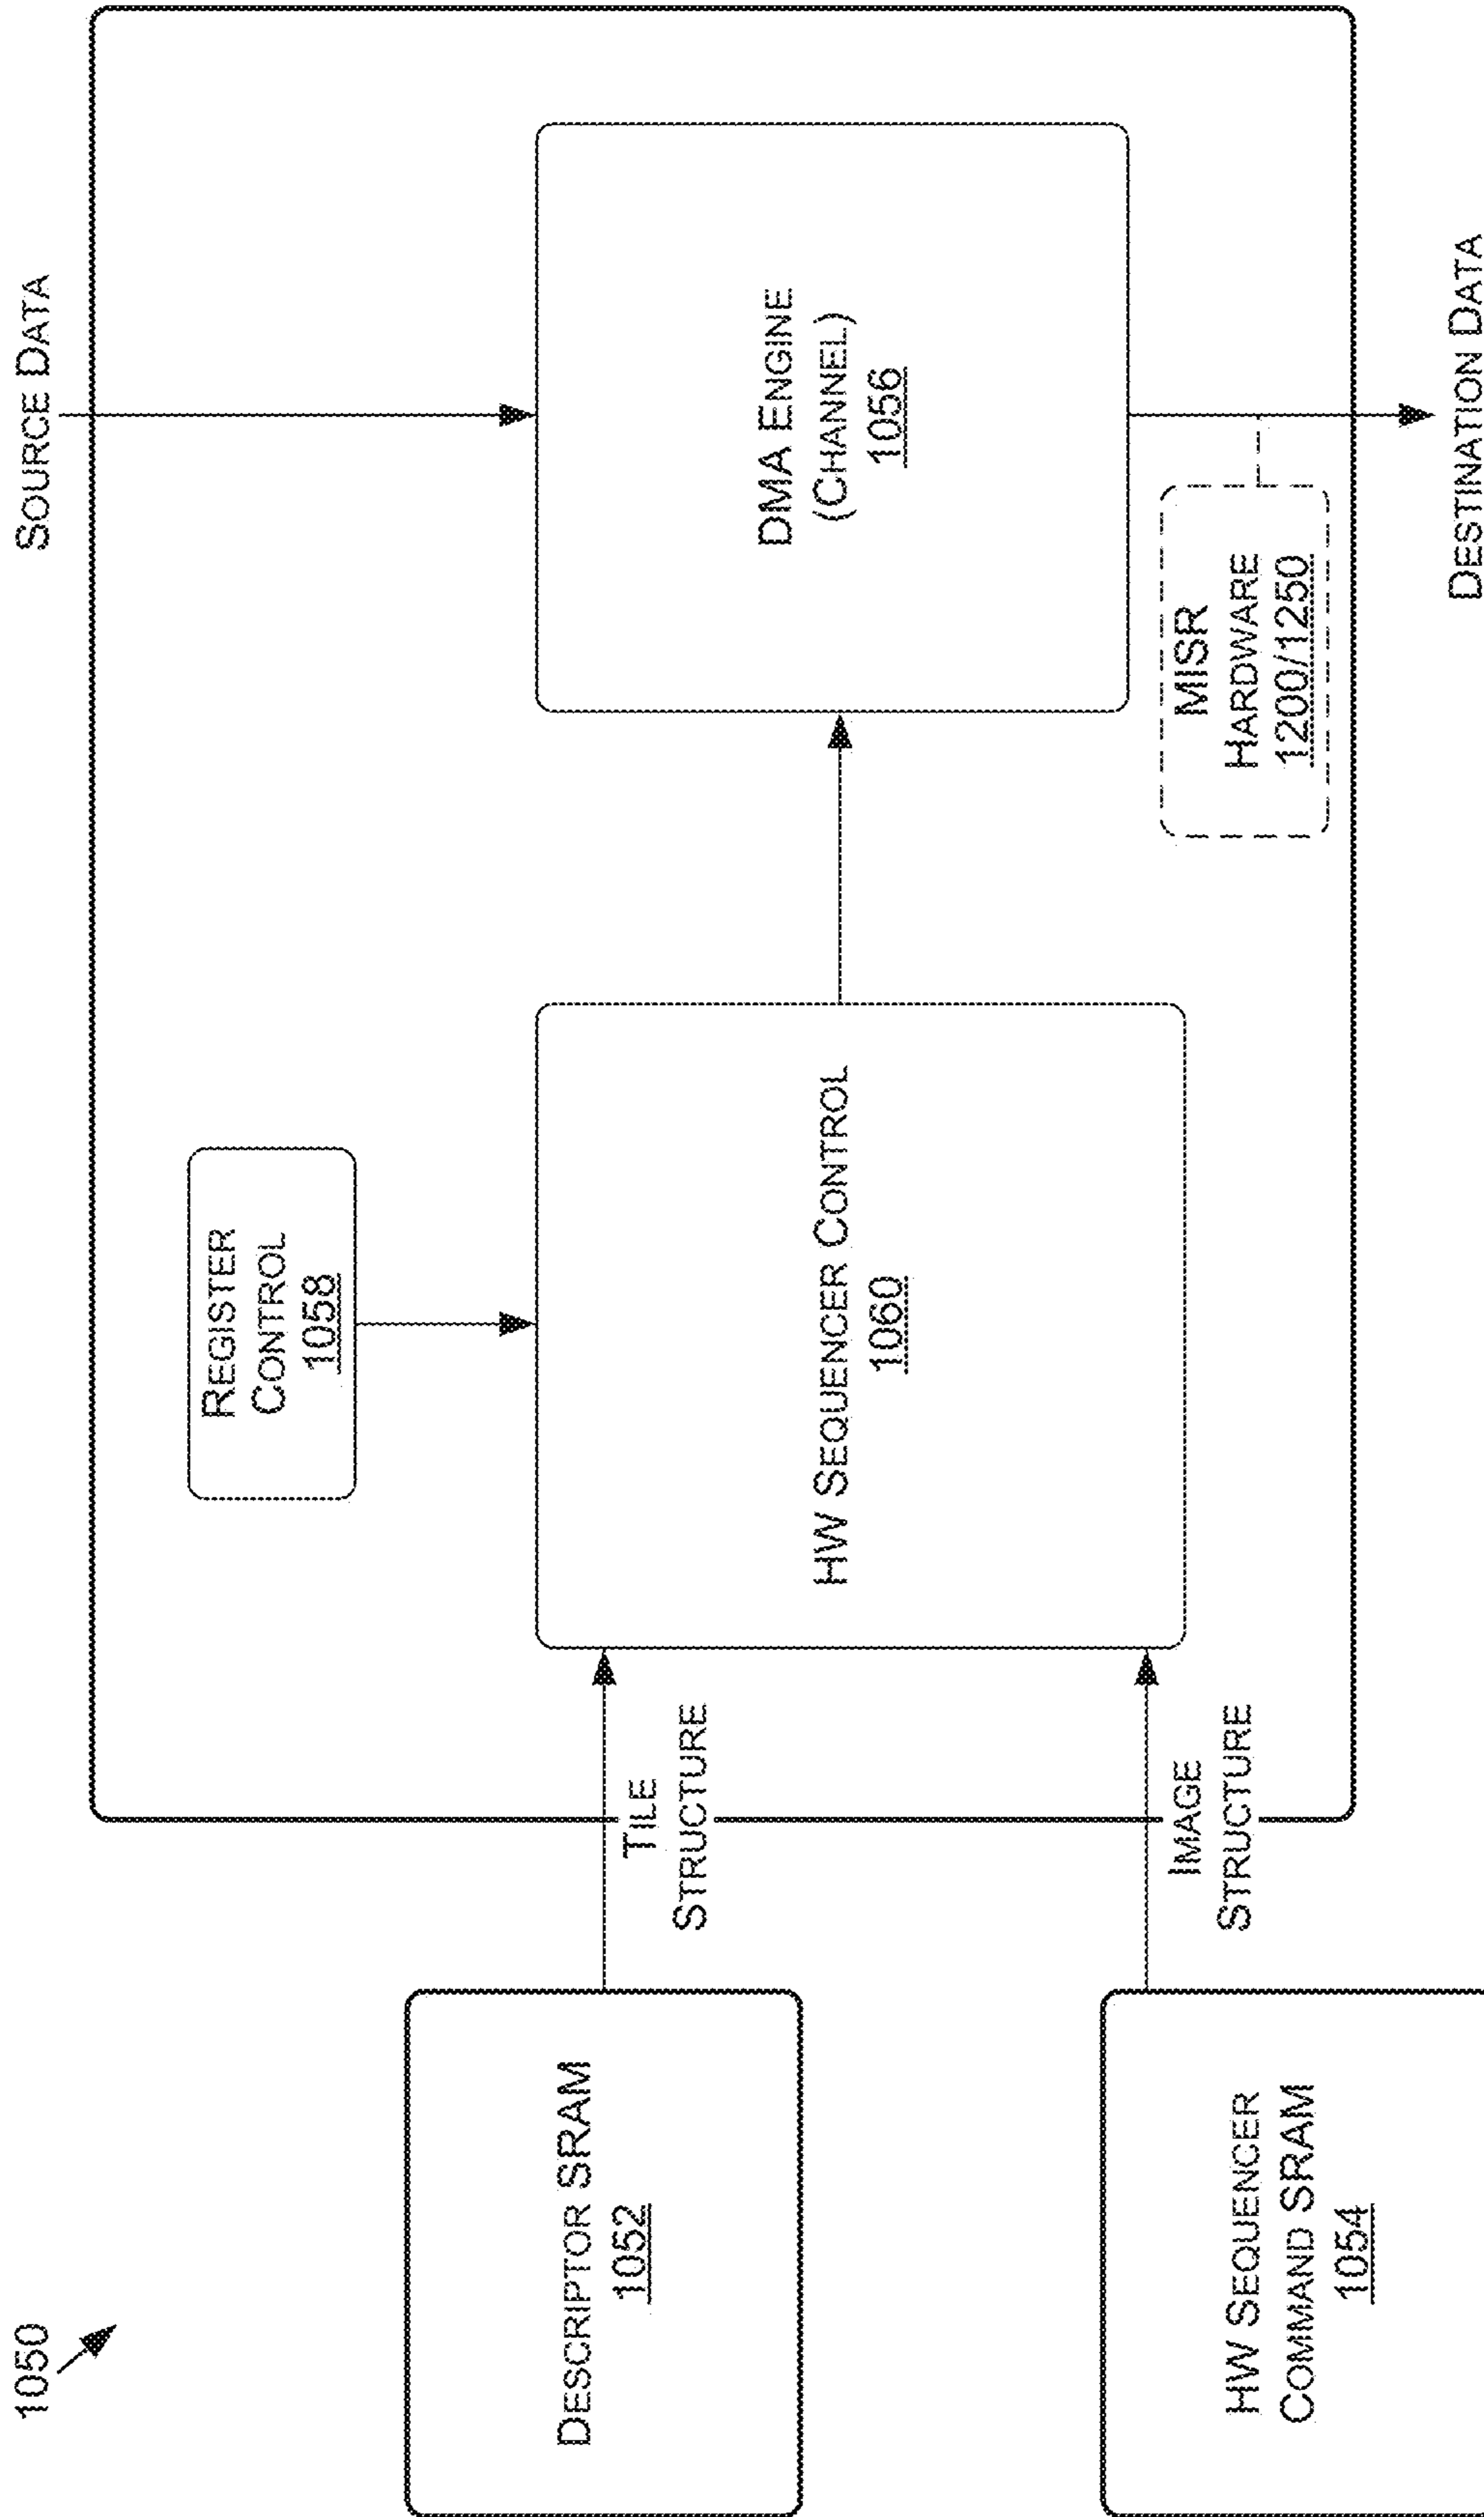 1050
SOURCE DATA
REGISTER
CONTROL
1058
DESCRIPTOR SRAM
1052
TILE
STRUCTURE
HW SEQUENCER CONTROL
1060
DMA ENGINE
(CHANNEL)
1056
HW SEQUENCER
COMMAND SRAM
1054
IMAGE
STRUCTURE
MISR
HARDWARE
1200/1250
DESTINATION DATA